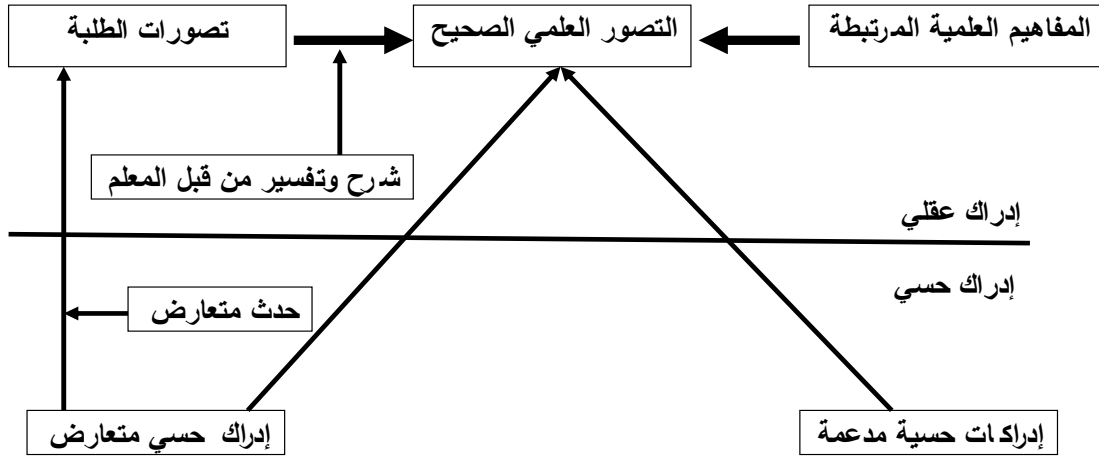 المفاهيم العلمية المرتبطة
التصور العلمي الصحيح
تصورات الطلبة
شرح وتفسير من قبل المعلم
إدراك عقلي
إدراك حسي
حدث متعارض
إدراكات حسية مدعمة
إدراك حسي متعارض